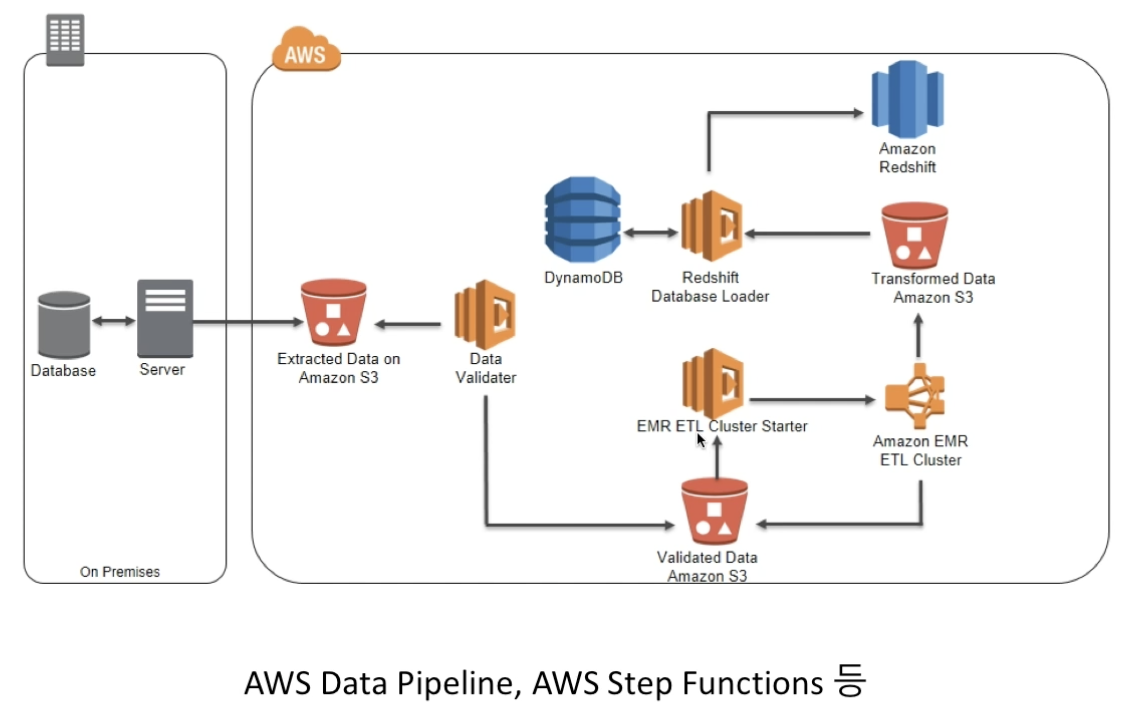 AWS
Amazon
Redshift
DynamoDB
Redshift
Database Loader
Transformed Data
Amazon S3
Database
Server
Extracted Data on
Amazon S3
Data
Validater
EMR ETL Cluster Starter
Amazon EMR
ETL Cluster
Validated Data
Amazon S3
On Premises
AWS Data Pipeline, AWS Step Functions 등